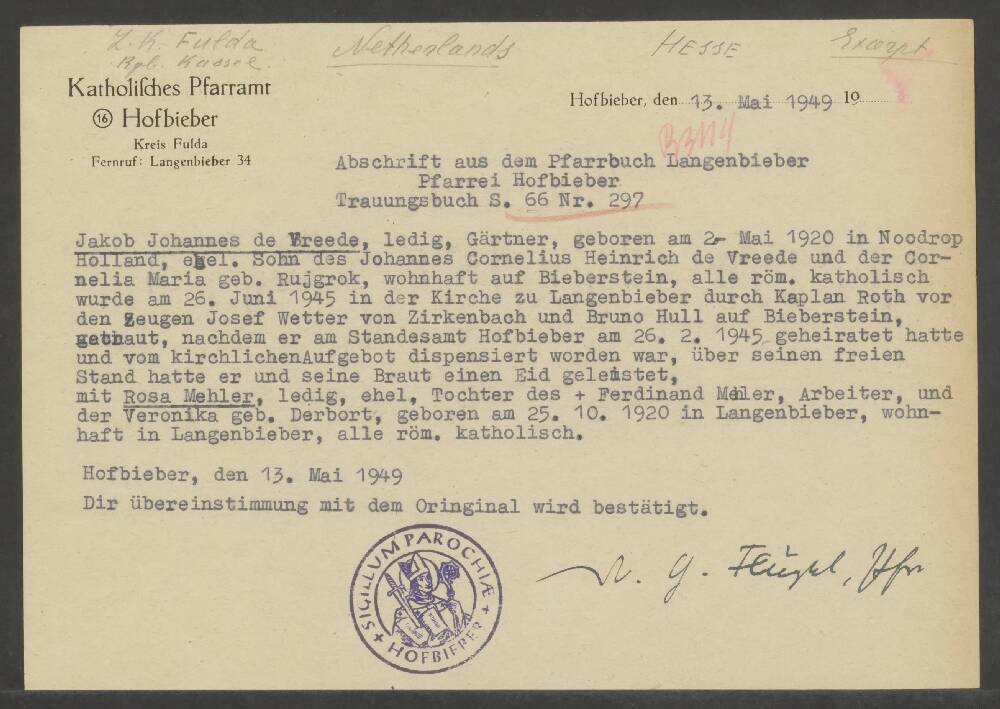 L.K. Fulda Netherlands HESSE Excerpt
Rgb. Kassel.
Katholisches Pfarramt
(16) Hofbieber
Kreis Fulda
Fernruf: Langenbieber 34
Hofbieber, den 13. Mai 1949 19
33114
Abschrift aus dem Pfarrbuch Langenbieber
Pfarrei Hofbieber
Trauungsbuch S. 66 Nr. 297
Jakob Johannes de Vreede, ledig, Gärtner, geboren am 2. Mai 1920 in Noodrop
Holland, ehel. Sohn des Johannes Cornelius Heinrich de Vreede und der Cor-
nelia Maria geb. Rujgrok, wohnhaft auf Bieberstein, alle röm. katholisch
wurde am 26. Juni 1945 in der Kirche zu Langenbieber durch Kaplan Roth vor
den Zeugen Josef Wetter von Zirkenbach und Bruno Hull auf Bieberstein,
getraut, nachdem er am Standesamt Hofbieber am 26. 2. 1945 geheiratet hatte
und vom kirchlichenAufgebot dispensiert worden war, über seinen freien
Stand hatte er und seine Braut einen Eid geleistet,
mit Rosa Mehler, ledig, ehel, Tochter des + Ferdinand Mehler, Arbeiter, und
der Veronika geb. Derbort, geboren am 25. 10. 1920 in Langenbieber, wohn-
haft in Langenbieber, alle röm. katholisch.
Hofbieber, den 13. Mai 1949
Dir übereinstimmung mit dem Oringinal wird bestätigt.
SIGILLUM PAROCHIÆ
+ HOFBIEBER +
G. Flügel, Pfr